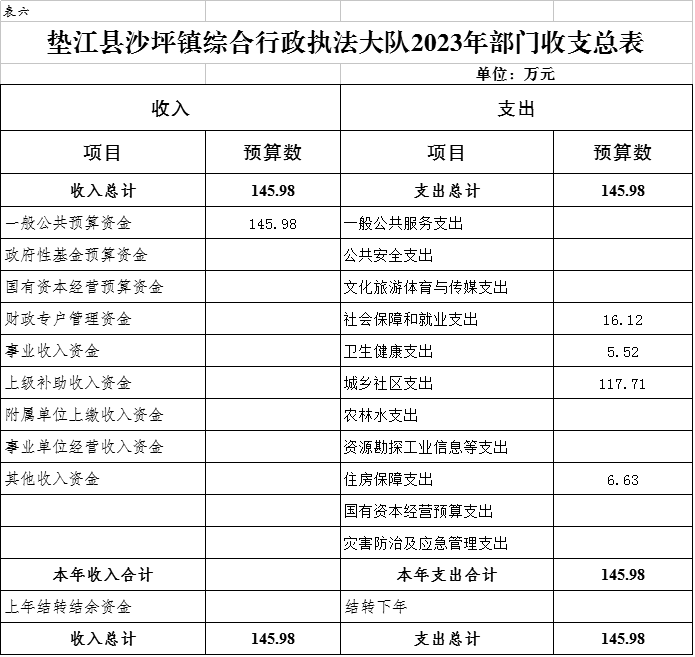 表六
垫江县沙坪镇综合行政执法大队2023年部门收支总表
单位：万元
收入 支出
项目 预算数 项目 预算数
收入总计 145.98 支出总计 145.98
一般公共预算资金 145.98 一般公共服务支出
政府性基金预算资金 公共安全支出
国有资本经营预算资金 文化旅游体育与传媒支出
财政专户管理资金 社会保障和就业支出 16.12
事业收入资金 卫生健康支出 5.52
上级补助收入资金 城乡社区支出 117.71
附属单位上缴收入资金 农林水支出
事业单位经营收入资金 资源勘探工业信息等支出
其他收入资金 住房保障支出 6.63
国有资本经营预算支出
灾害防治及应急管理支出
本年收入合计 本年支出合计 145.98
上年结转结余资金 结转下年
收入总计 145.98 支出总计 145.98